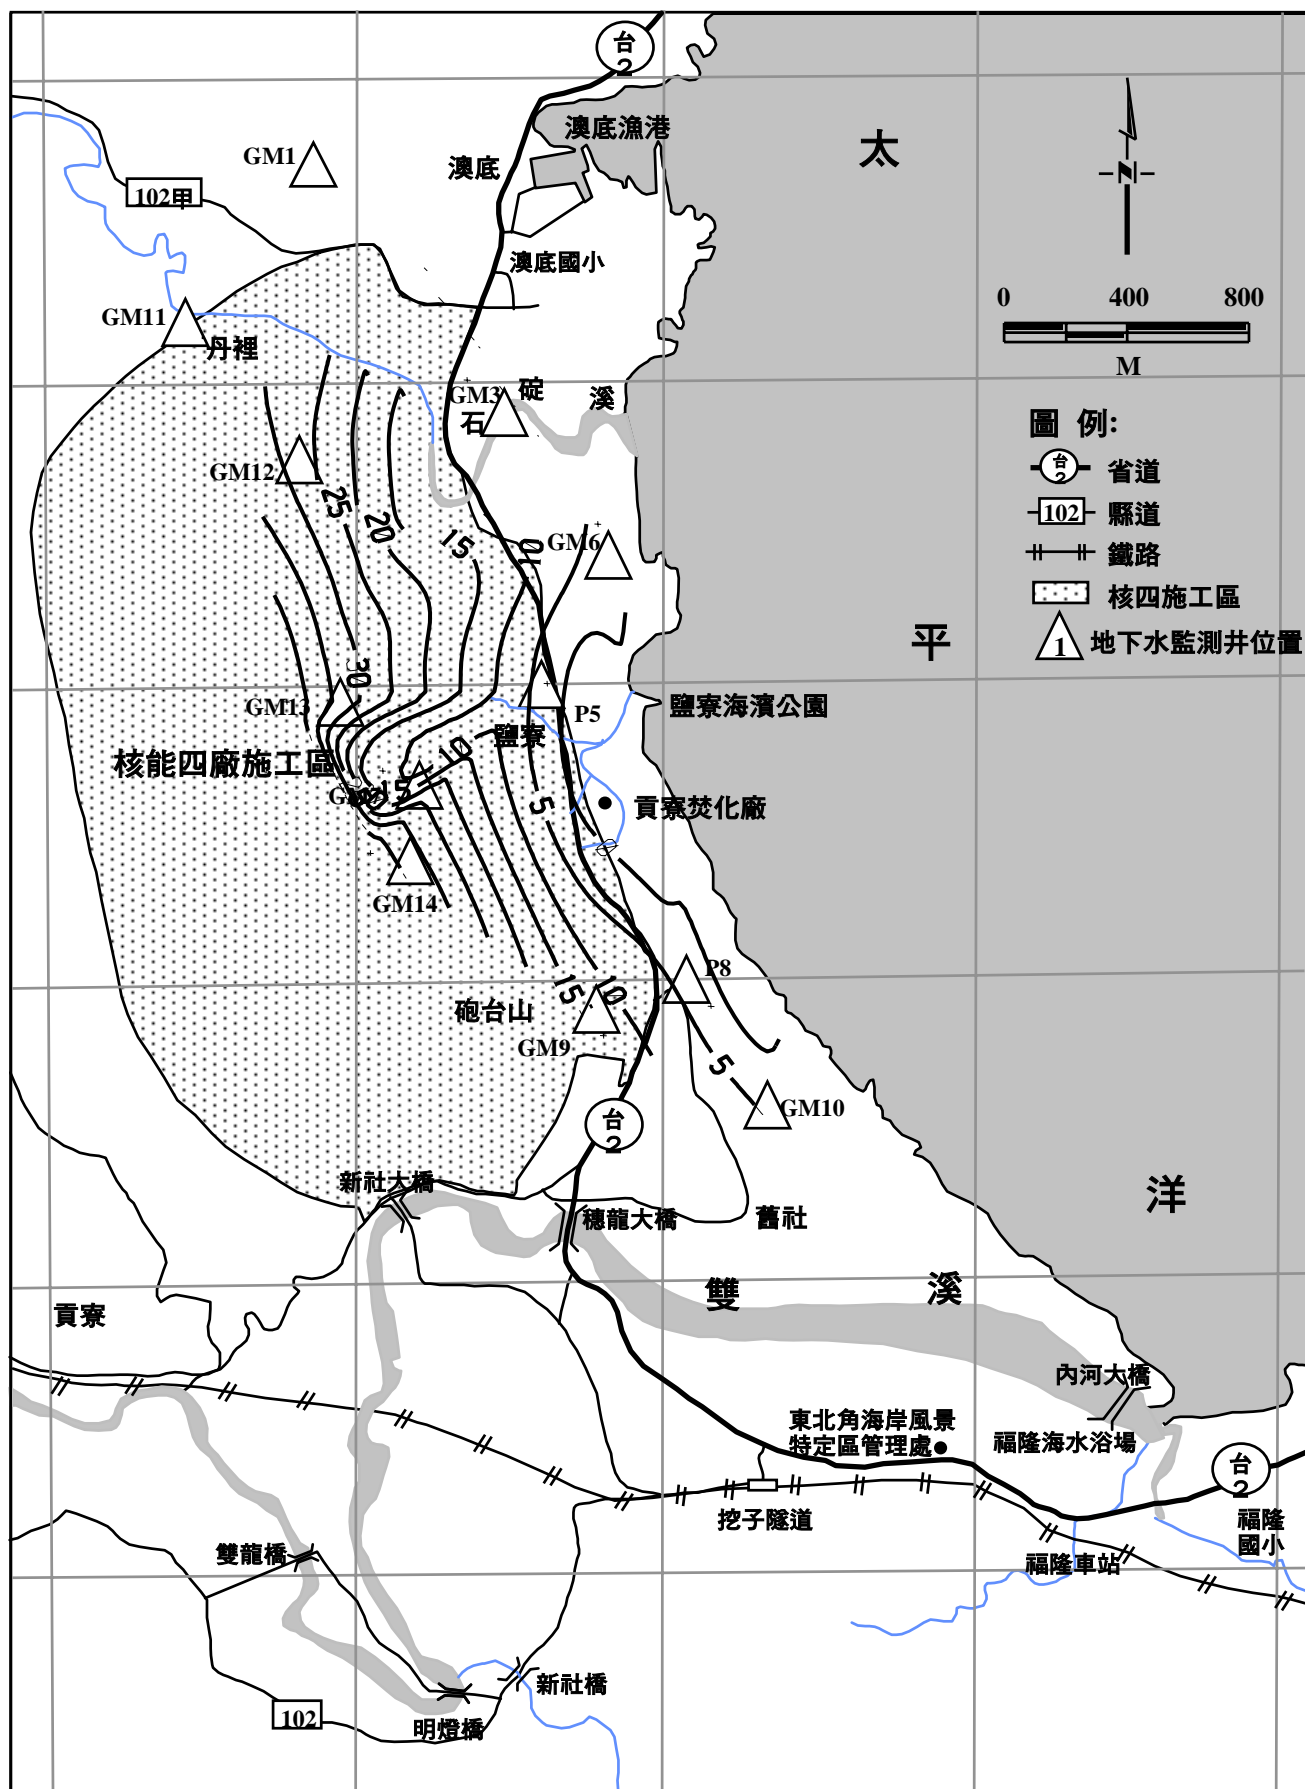 台
2
澳底漁港
澳底
太
GM1
102甲
澳底國小
0 400 800
M
GM11
丹裡
GM3
碇
石
溪
圖 例:
台
2
省道
102
縣道
鐵路
核四施工區
1
地下水監測井位置
GM12
25
20
15
10
GM6
平
30
GM13
P5
鹽寮海濱公園
鹽寮
核能四廠施工區
10
15
5
貢寮焚化廠
GM14
P8
砲台山
15
10
GM9
5
GM10
台
2
新社大橋
穗龍大橋
舊社
洋
雙
溪
貢寮
內河大橋
東北角海岸風景
特定區管理處
福隆海水浴場
台
2
挖子隧道
福隆
國小
雙龍橋
福隆車站
新社橋
102
明燈橋